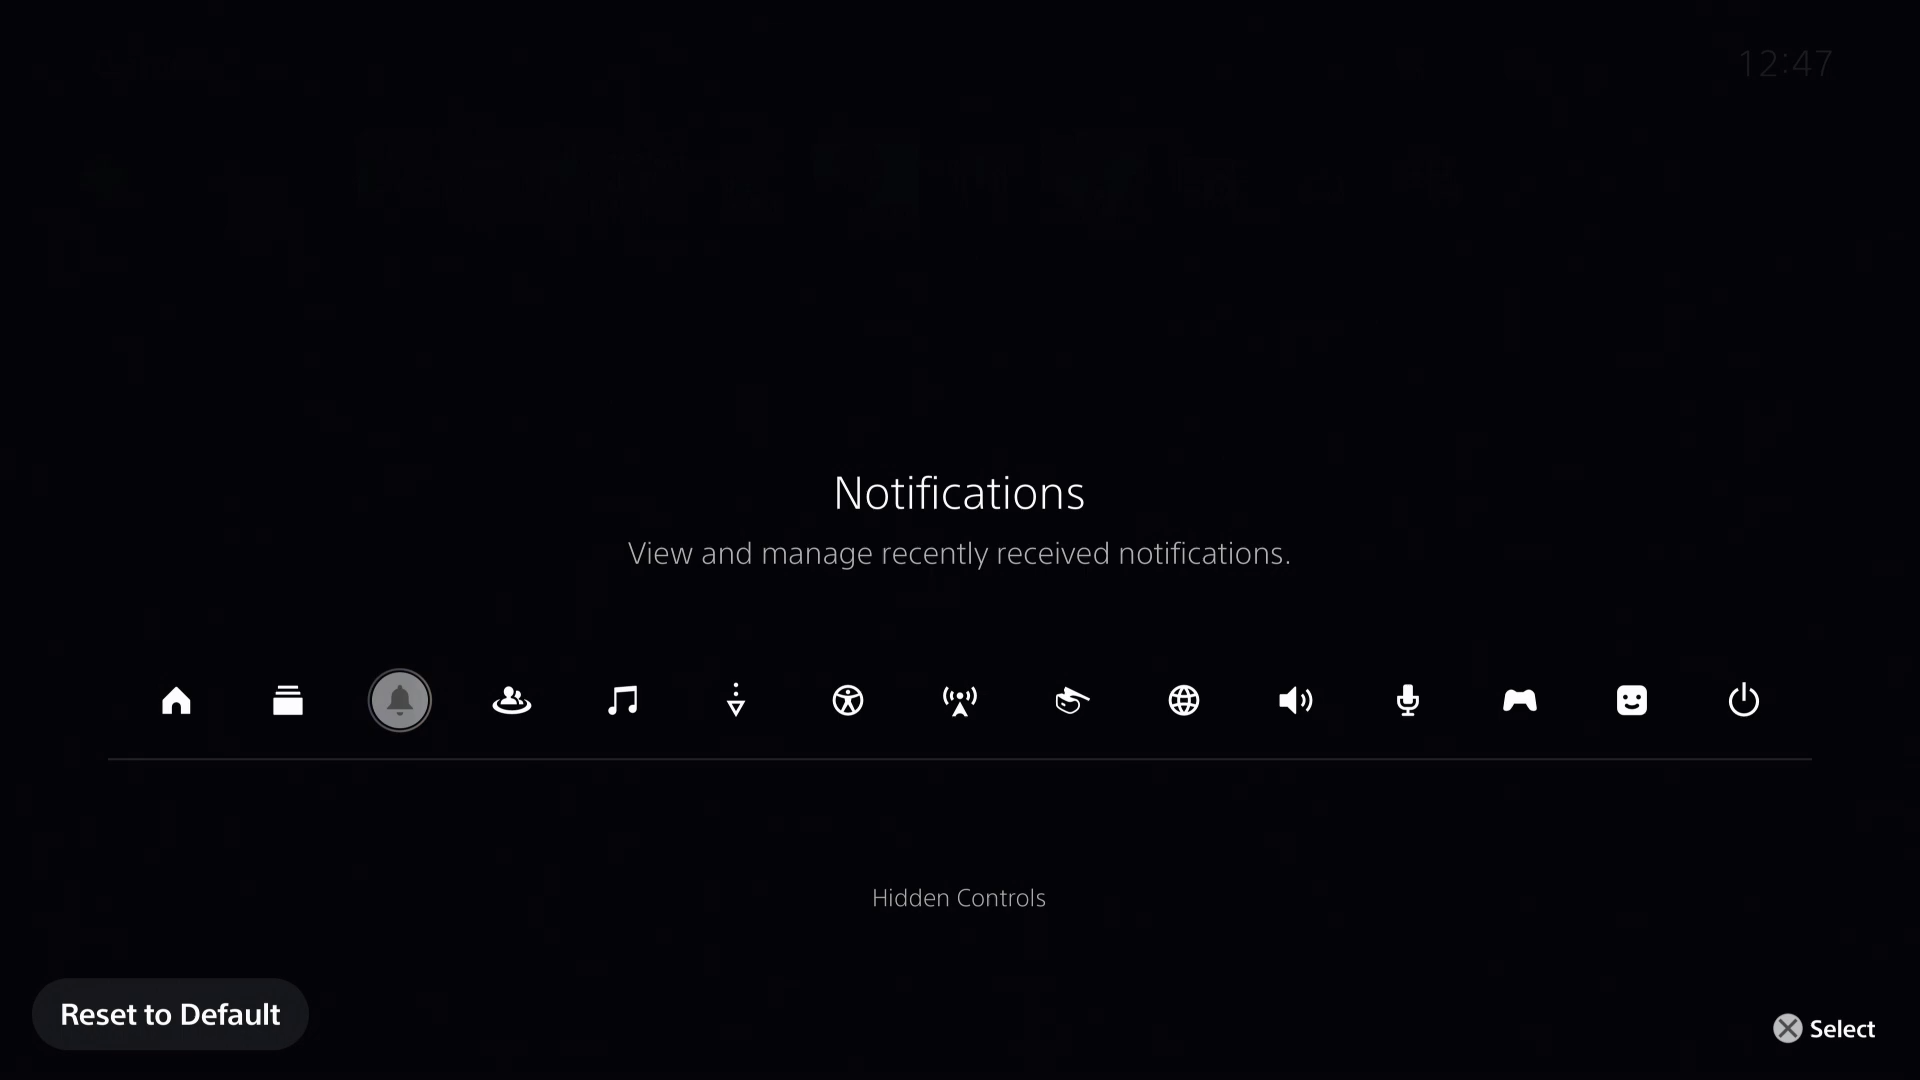 12:47
Notifications
View and manage recently received notifications.
Hidden Controls
Reset to Default
Select